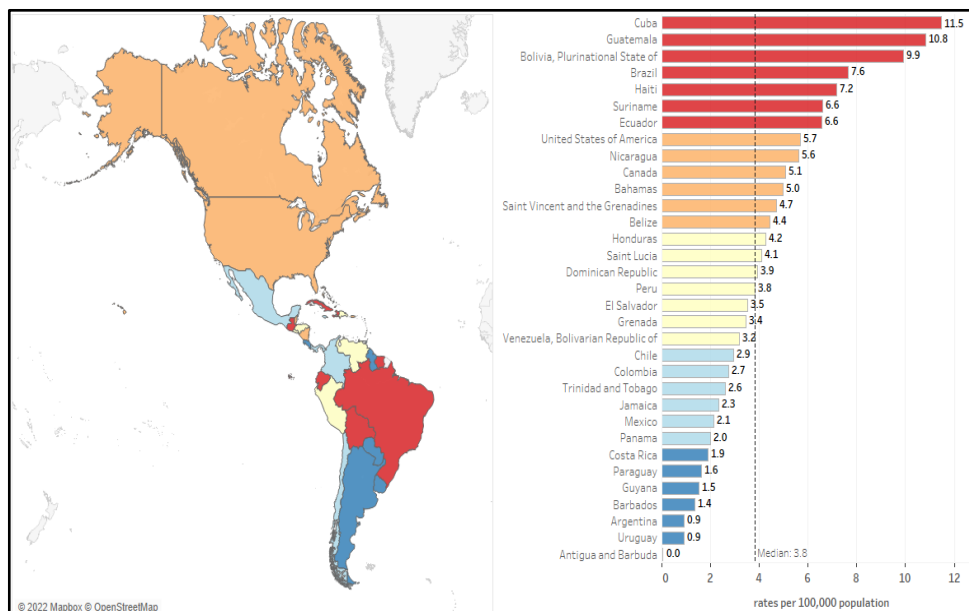 Cuba 11.5
Guatemala 10.8
Bolivia, Plurinational State of 9.9
Brazil 7.6
Haiti 7.2
Suriname 6.6
Ecuador 6.6
United States of America 5.7
Nicaragua 5.6
Canada 5.1
Bahamas 5.0
Saint Vincent and the Grenadines 4.7
Belize 4.4
Honduras 4.2
Saint Lucia 4.1
Dominican Republic 3.9
Peru 3.8
El Salvador 3.5
Grenada 3.4
Venezuela, Bolivarian Republic of 3.2
Chile 2.9
Colombia 2.7
Trinidad and Tobago 2.6
Jamaica 2.3
Mexico 2.1
Panama 2.0
Costa Rica 1.9
Paraguay 1.6
Guyana 1.5
Barbados 1.4
Argentina 0.9
Uruguay 0.9
Antigua and Barbuda 0.0 Median: 3.8
0 2 4 6 8 10 12
rates per 100,000 population
© 2022 Mapbox © OpenStreetMap